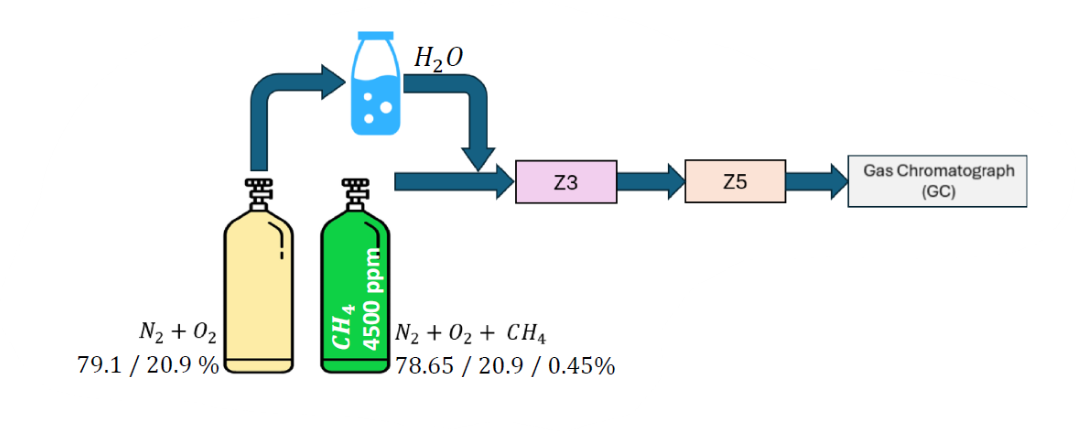 H₂O
Z3
Z5
Gas Chromatograph
(GC)
CH₄
4500 ppm
N₂ + O₂
79.1 / 20.9 %
N₂ + O₂ + CH₄
78.65 / 20.9 / 0.45%